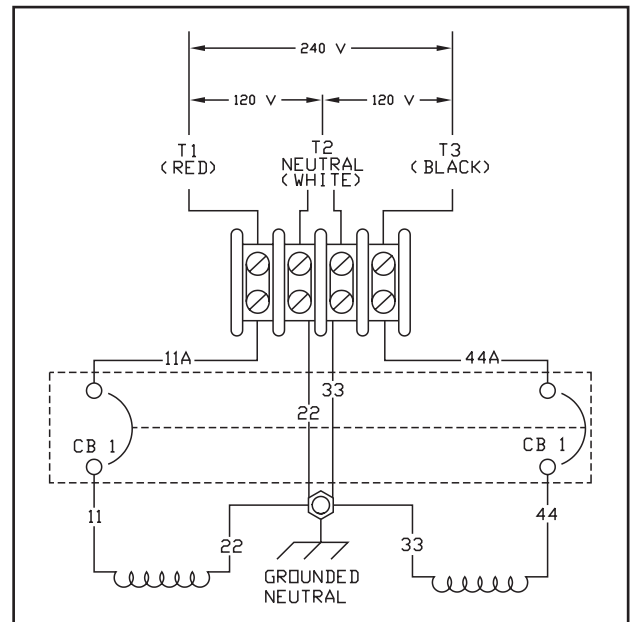 240 V
120 V
120 V
T1
(RED)
T2
NEUTRAL
(WHITE)
T3
(BLACK)
11A
44A
33
22
CB 1
CB 1
11
22
33
44
GROUNDED
NEUTRAL